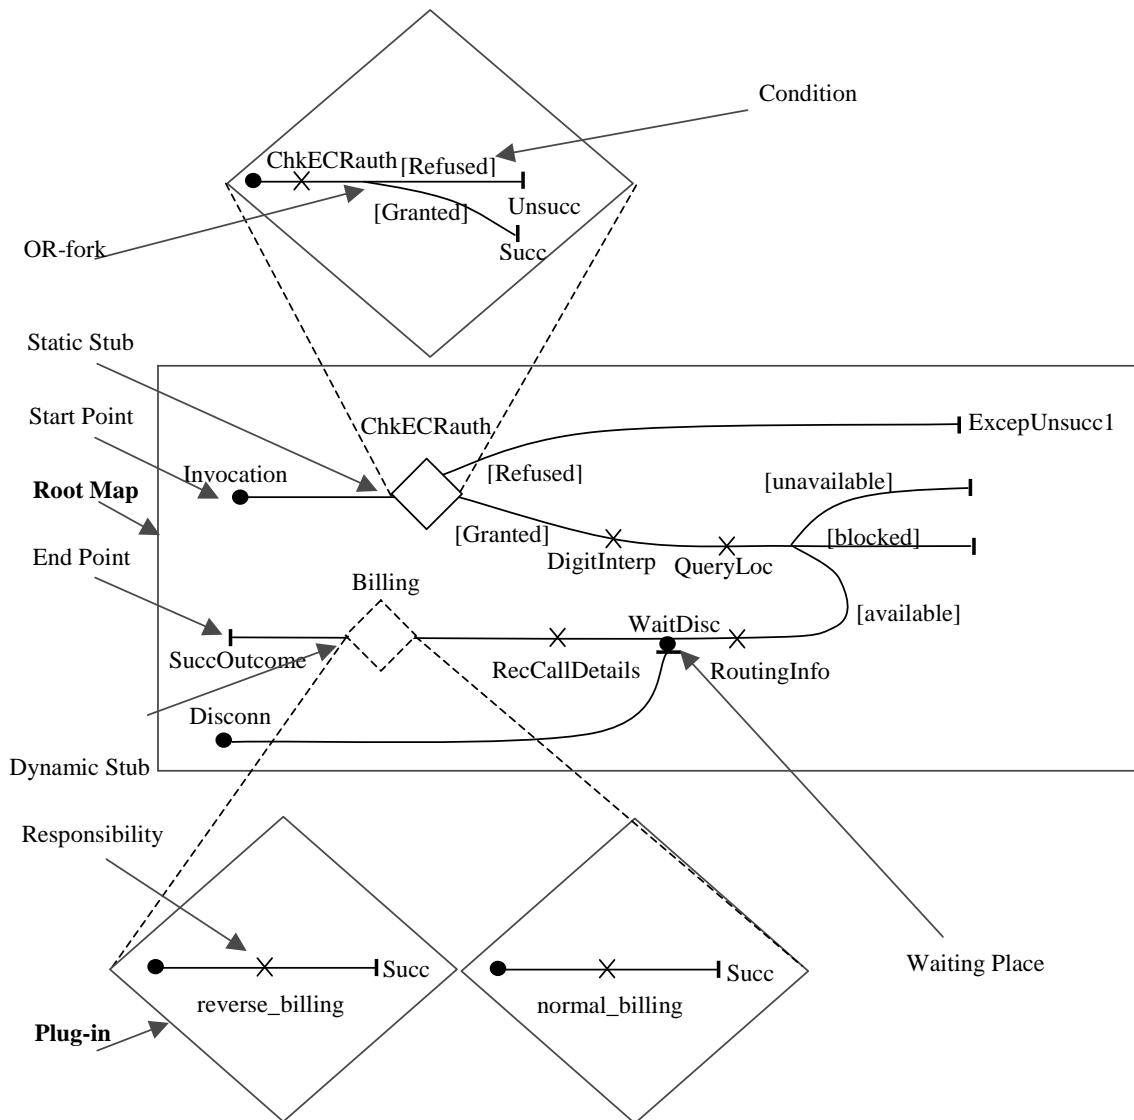 Condition
ChkECRauth
[Refused]
[Granted]
Unsucc
OR-fork
Succ
Static Stub
Start Point
ChkECRauth
ExcepUnsucc1
Invocation
[Refused]
[unavailable]
Root Map
[Granted]
[blocked]
End Point
DigitInterp
QueryLoc
Billing
[available]
WaitDisc
SuccOutcome
RecCallDetails
RoutingInfo
Disconn
Dynamic Stub
Responsibility
Waiting Place
Succ
Succ
reverse_billing
normal_billing
Plug-in